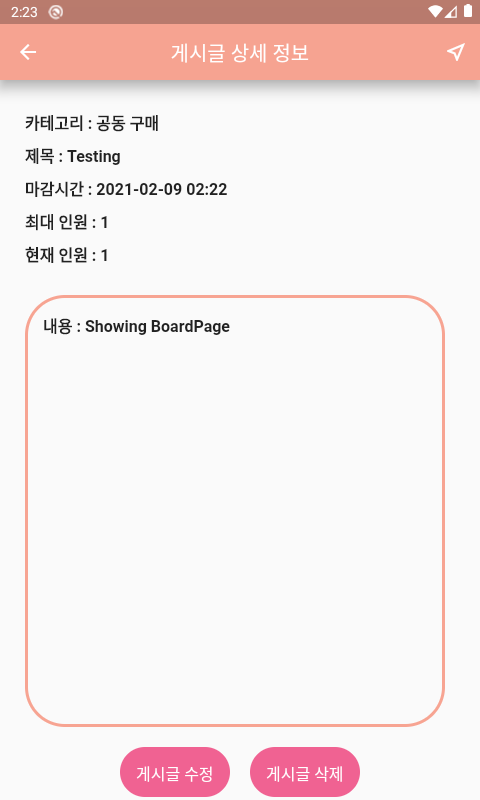 2:23
게시글 상세 정보
카테고리 : 공동 구매
제목 : Testing
마감시간 : 2021-02-09 02:22
최대 인원 : 1
현재 인원 : 1
내용 : Showing BoardPage
게시글 수정
게시글 삭제